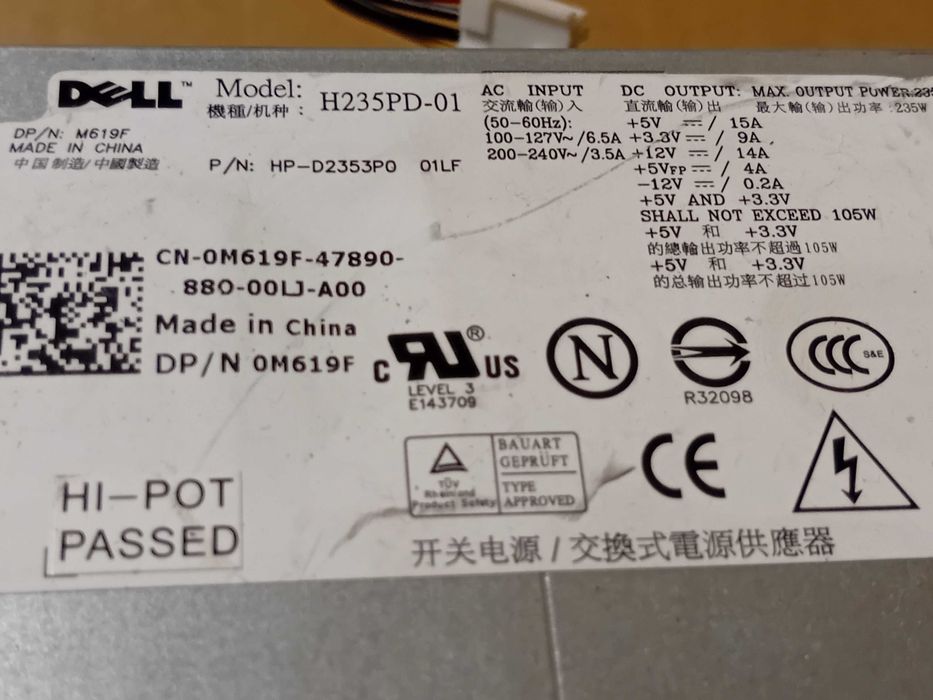 DELL™ Model: H235PD-01
機種/机种：
DP/N: M619F
MADE IN CHINA
中国制造/中國製造
P/N: HP-D2353P0 01LF
AC INPUT
交流輸(输)入
(50-60Hz):
100-127V~/6.5A
200-240V~/3.5A
DC OUTPUT: MAX. OUTPUT POWER:235
直流輸(输)出 最大輸(输)出功率:235W
+5V ⎓/ 15A
+3.3V ⎓/ 9A
+12V ⎓/ 14A
+5VFP ⎓/ 4A
-12V ⎓/ 0.2A
+5V AND +3.3V
SHALL NOT EXCEED 105W
+5V 和 +3.3V
的總輸出功率不超過105W
+5V 和 +3.3V
的总输出功率不超过105W
CN-0M619F-47890-
880-00LJ-A00
Made in China
DP/N 0M619F
c RU® US
LEVEL 3
E143709
N
R32098
CCC S&E
TÜV
Rheinland
Product Safety
BAUART
GEPRÜFT
TYPE
APPROVED
CE
HI-POT
PASSED
开关电源/交換式電源供應器